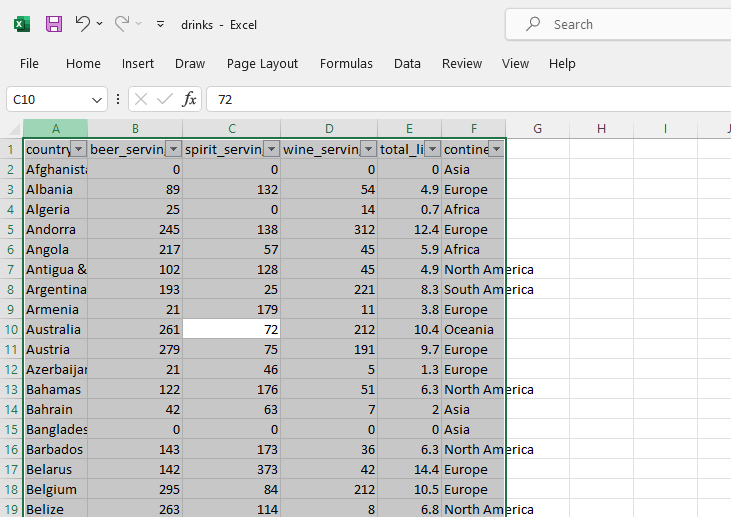 drinks - Excel
Search
File Home Insert Draw Page Layout Formulas Data Review View Help
C10 fx 72
A B C D E F G H I J
1 country beer_servin spirit_servin wine_servin total_li contine
2 Afghanista 0 0 0 0 Asia
3 Albania 89 132 54 4.9 Europe
4 Algeria 25 0 14 0.7 Africa
5 Andorra 245 138 312 12.4 Europe
6 Angola 217 57 45 5.9 Africa
7 Antigua & 102 128 45 4.9 North America
8 Argentina 193 25 221 8.3 South America
9 Armenia 21 179 11 3.8 Europe
10 Australia 261 72 212 10.4 Oceania
11 Austria 279 75 191 9.7 Europe
12 Azerbaijan 21 46 5 1.3 Europe
13 Bahamas 122 176 51 6.3 North America
14 Bahrain 42 63 7 2 Asia
15 Banglades 0 0 0 0 Asia
16 Barbados 143 173 36 6.3 North America
17 Belarus 142 373 42 14.4 Europe
18 Belgium 295 84 212 10.5 Europe
19 Belize 263 114 8 6.8 North America